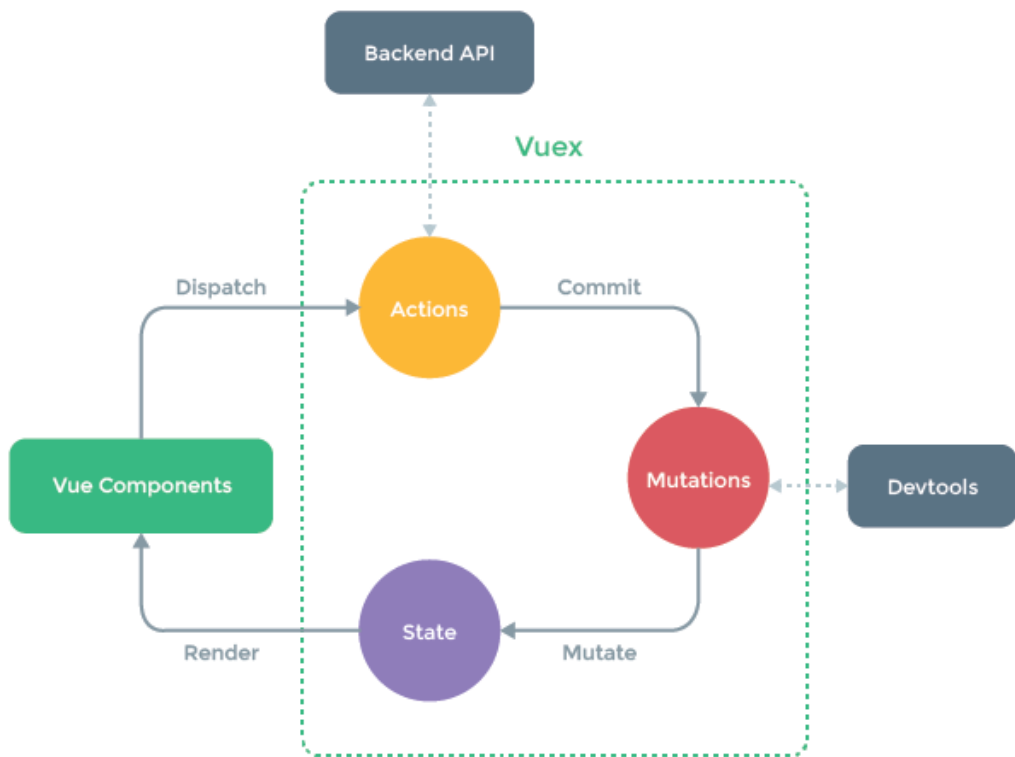 Backend API
Vuex
Dispatch
Commit
Actions
Vue Components
Mutations
Devtools
State
Render
Mutate